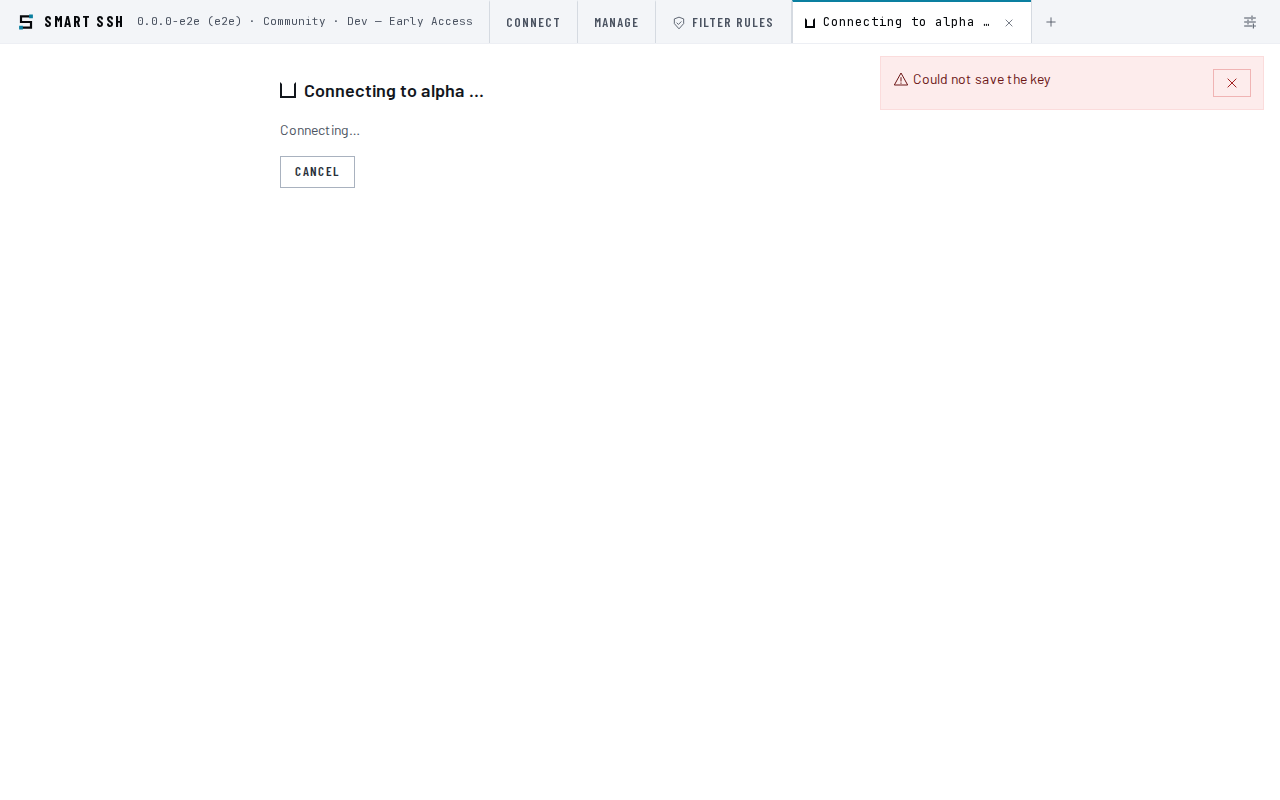 SMART SSH 0.0.0-e2e (e2e) · Community · Dev — Early Access CONNECT MANAGE FILTER RULES Connecting to alpha …
Could not save the key
Connecting to alpha …
Connecting…
CANCEL